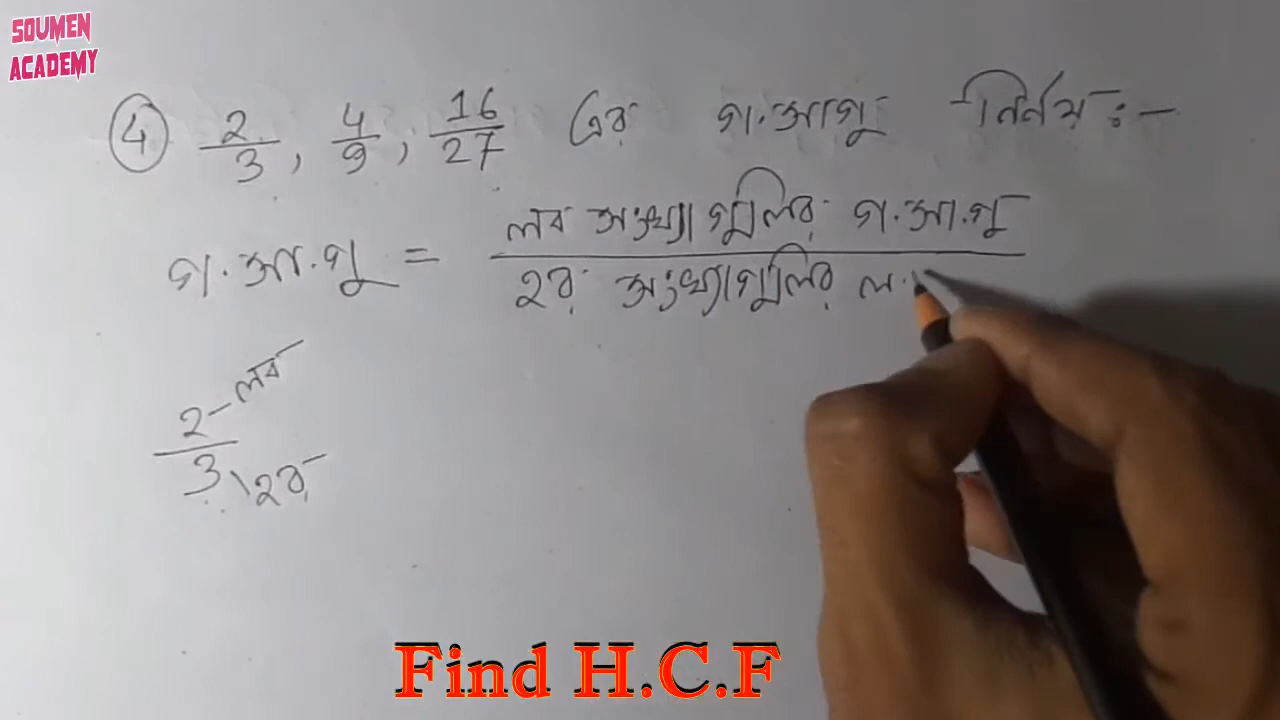 SOUMEN
ACADEMY
④ 2/3, 4/9, 16/27 এর গ.সাগু নির্ণয় :-
গ.সা.গু = লব সংখ্যাগুলির গ.সা.গু
হর সংখ্যাগুলির ল.
2 - লব
3 \ হর
Find H.C.F